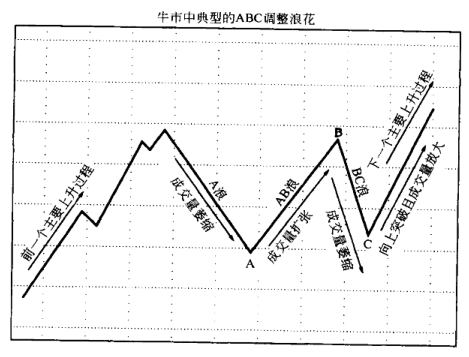 牛市中典型的ABC调整浪花
前一个主要上升过程
A浪
成交量萎缩
A
AB浪
成交量扩张
B
BC浪
成交量萎缩
C
下一个主要上升过程
向上突破且成交量放大